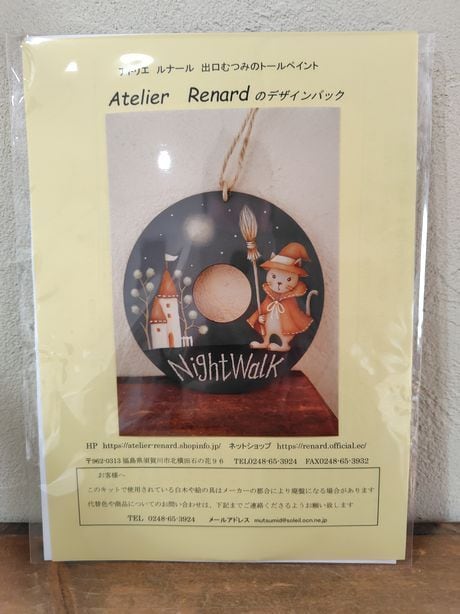 アトリエ ルナール 出口むつみのトールペイント
Atelier Renard のデザインパック
NightWalk
HP https://atelier-renard.shopinfo.jp/ ネットショップ https://renard.official.ec/
〒962-0313 福島県須賀川市北横田石の花96 TEL0248-65-3924 FAX0248-65-3932
お客様へ
このキットで使用されている白木や絵の具はメーカーの都合により廃盤になる場合があります
代替色や商品についてのお問い合わせは、下記までご連絡くださるようお願い致します
TEL 0248-65-3924 メールアドレス mutsumid@soleil.ocn.ne.jp